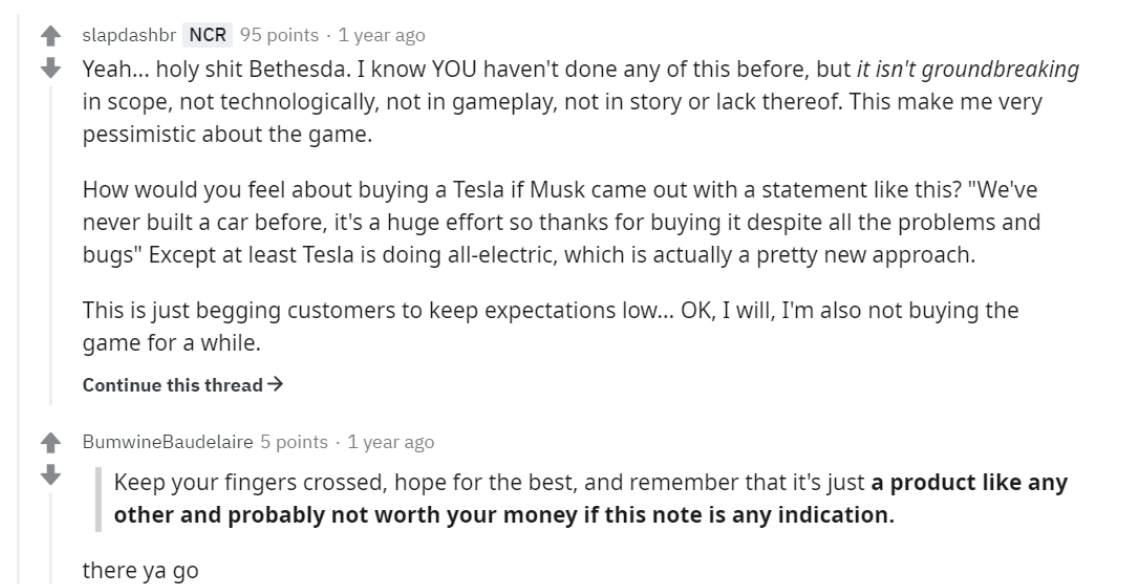 slapdashbr NCR 95 points · 1 year ago
Yeah... holy shit Bethesda. I know YOU haven't done any of this before, but it isn't groundbreaking
in scope, not technologically, not in gameplay, not in story or lack thereof. This make me very
pessimistic about the game.
How would you feel about buying a Tesla if Musk came out with a statement like this? "We've
never built a car before, it's a huge effort so thanks for buying it despite all the problems and
bugs" Except at least Tesla is doing all-electric, which is actually a pretty new approach.
This is just begging customers to keep expectations low... OK, I will, I'm also not buying the
game for a while.
Continue this thread→
BumwineBaudelaire 5 points · 1 year ago
Keep your fingers crossed, hope for the best, and remember that it's just a product like any
other and probably not worth your money if this note is any indication.
there ya go